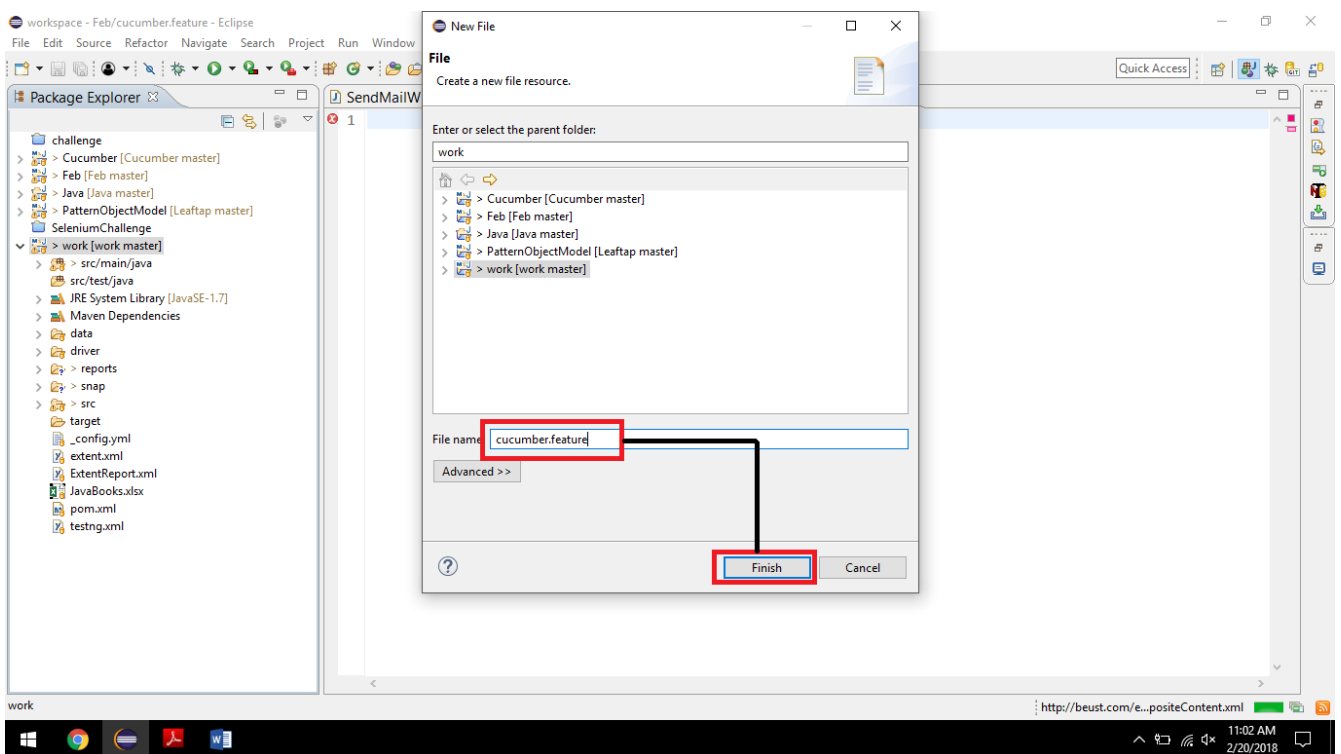 workspace - Feb/cucumber.feature - Eclipse
File Edit Source Refactor Navigate Search Project Run Window
Quick Access
Package Explorer
SendMailW
1
challenge
> Cucumber [Cucumber master]
> Feb [Feb master]
> Java [Java master]
> PatternObjectModel [Leaftap master]
SeleniumChallenge
> work [work master]
> src/main/java
src/test/java
JRE System Library [JavaSE-1.7]
Maven Dependencies
data
driver
> reports
> snap
> src
target
_config.yml
extent.xml
ExtentReport.xml
JavaBooks.xlsx
pom.xml
testng.xml
New File
File
Create a new file resource.
Enter or select the parent folder:
work
> Cucumber [Cucumber master]
> Feb [Feb master]
> Java [Java master]
> PatternObjectModel [Leaftap master]
> work [work master]
File name
cucumber.feature
Advanced >>
Finish
Cancel
work
http://beust.com/e...positeContent.xml
11:02 AM
2/20/2018